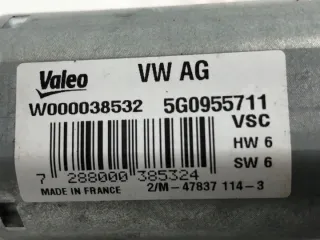 Valeo VW AG
W000038532 5G0955711
VSC
HW 6
SW 6
7 288000 385324
MADE IN FRANCE 2/M- 47837 114-3